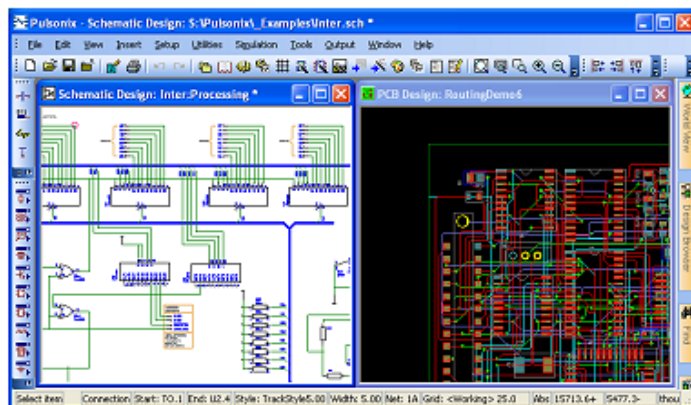 Pulsonix - Schematic Design: S:\Pulsonix\_Examples\Inter.sch *
File Edit View Insert Setup Utilities Simulation Tools Output Window Help
Schematic Design: Inter:Processing *
PCB Design: RoutingDemo6
World View
Design Browser
Find
Select item Connection Start: TO.1 End: U2.4 Style: TrackStyle5.00 Width: 5.00 Net: 1A Grid: <Working> 25.0 Abs 15713.6+ 5477.3- thou